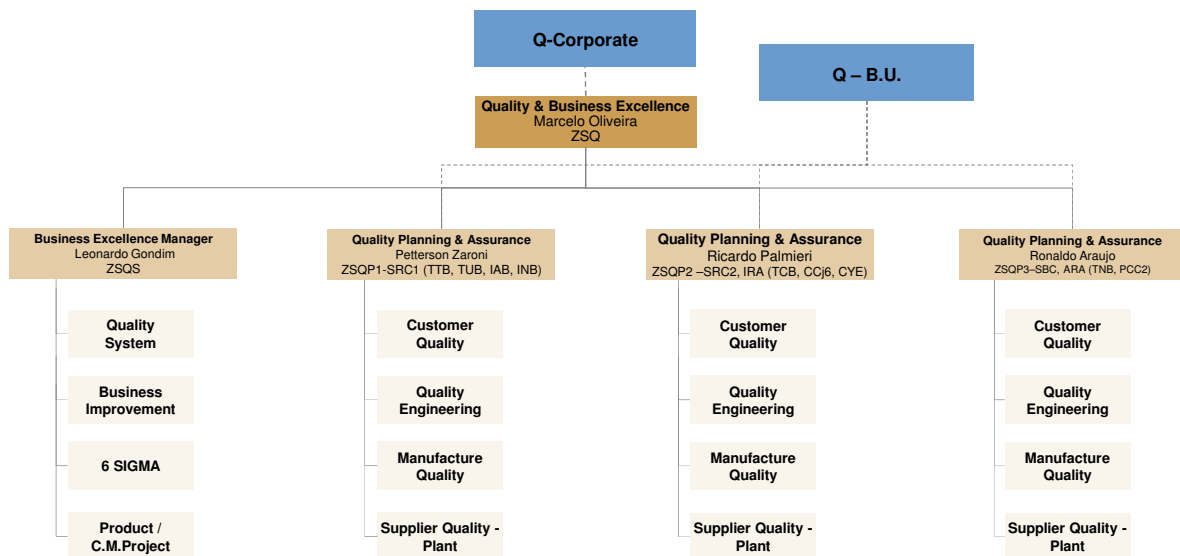 Q-Corporate
Q – B.U.
Quality & Business Excellence
Marcelo Oliveira
ZSQ
Business Excellence Manager
Leonardo Gondim
ZSQS
Quality Planning & Assurance
Petterson Zaroni
ZSQP1-SRC1 (TTB, TUB, IAB, INB)
Quality Planning & Assurance
Ricardo Palmieri
ZSQP2 –SRC2, IRA (TCB, CCj6, CYE)
Quality Planning & Assurance
Ronaldo Araujo
ZSQP3–SBC, ARA (TNB, PCC2)
Quality
System
Business
Improvement
6 SIGMA
Product /
C.M.Project
Customer
Quality
Quality
Engineering
Manufacture
Quality
Supplier Quality -
Plant
Customer
Quality
Quality
Engineering
Manufacture
Quality
Supplier Quality -
Plant
Customer
Quality
Quality
Engineering
Manufacture
Quality
Supplier Quality -
Plant